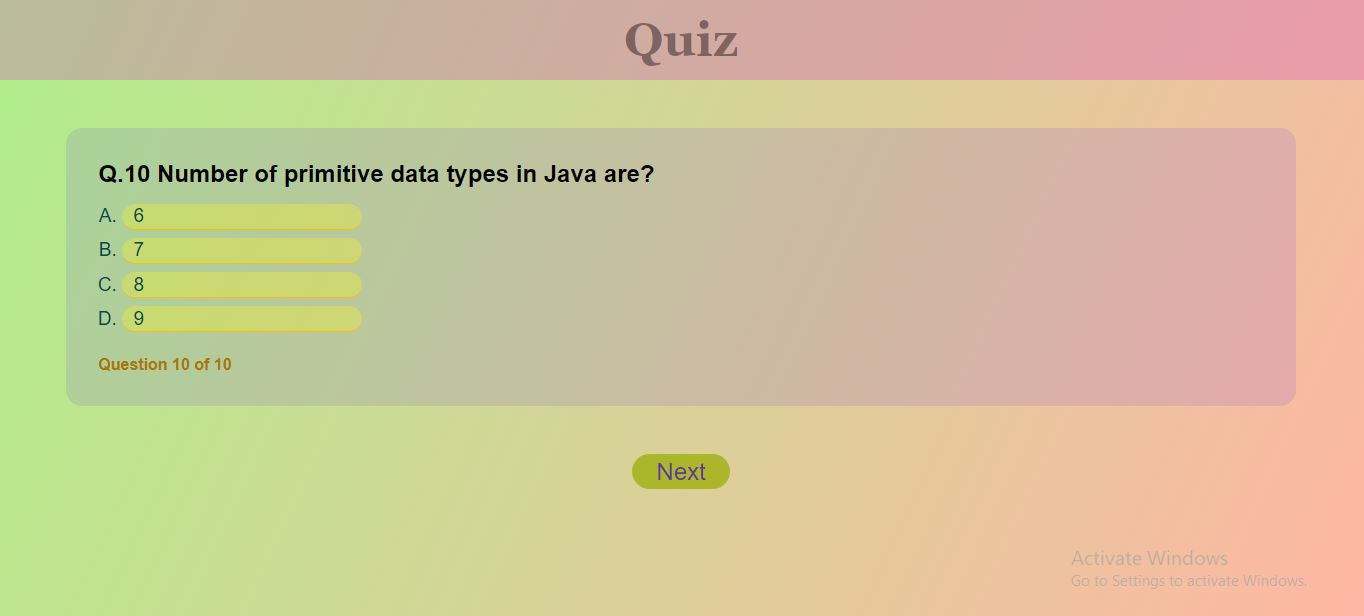 Quiz
Q.10 Number of primitive data types in Java are?
A. 6
B. 7
C. 8
D. 9
Question 10 of 10
Next
Activate Windows
Go to Settings to activate Windows.